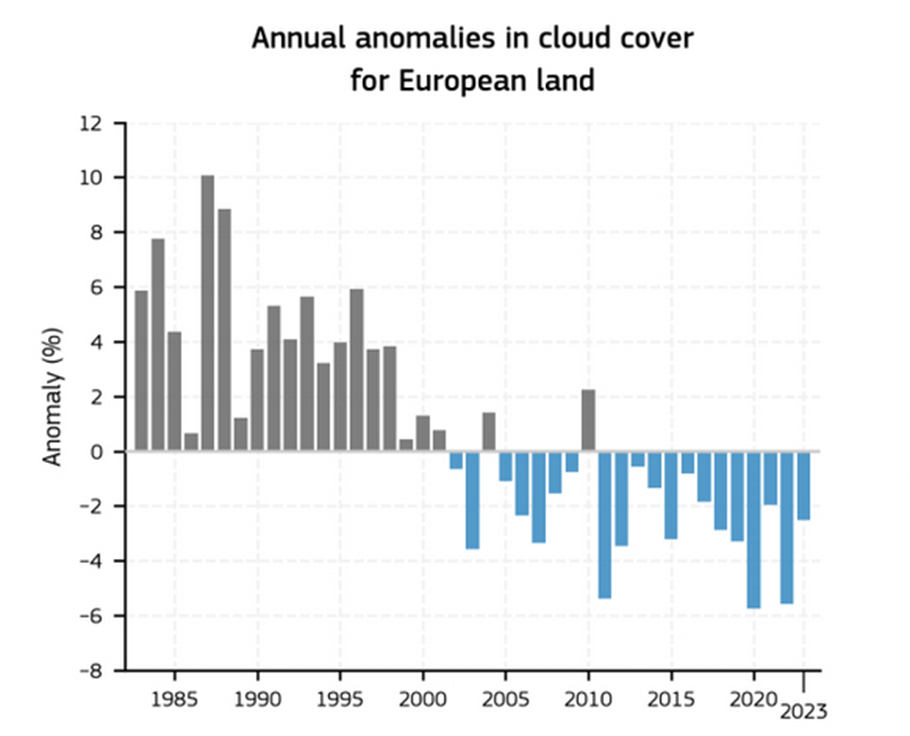 Annual anomalies in cloud cover
for European land
12
10
8
6
4
2
0
−2
−4
−6
−8
Anomaly (%)
1985 1990 1995 2000 2005 2010 2015 2020 2023